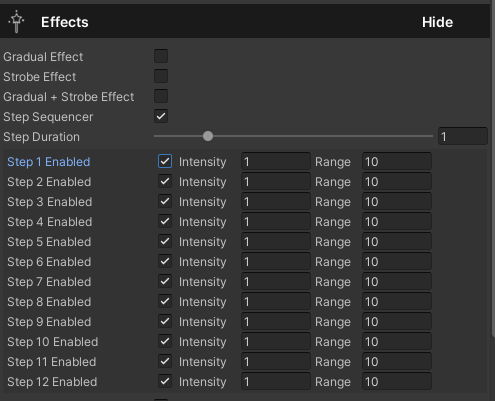 Effects Hide
Gradual Effect
Strobe Effect
Gradual + Strobe Effect
Step Sequencer
Step Duration 1
Step 1 Enabled Intensity 1 Range 10
Step 2 Enabled Intensity 1 Range 10
Step 3 Enabled Intensity 1 Range 10
Step 4 Enabled Intensity 1 Range 10
Step 5 Enabled Intensity 1 Range 10
Step 6 Enabled Intensity 1 Range 10
Step 7 Enabled Intensity 1 Range 10
Step 8 Enabled Intensity 1 Range 10
Step 9 Enabled Intensity 1 Range 10
Step 10 Enabled Intensity 1 Range 10
Step 11 Enabled Intensity 1 Range 10
Step 12 Enabled Intensity 1 Range 10